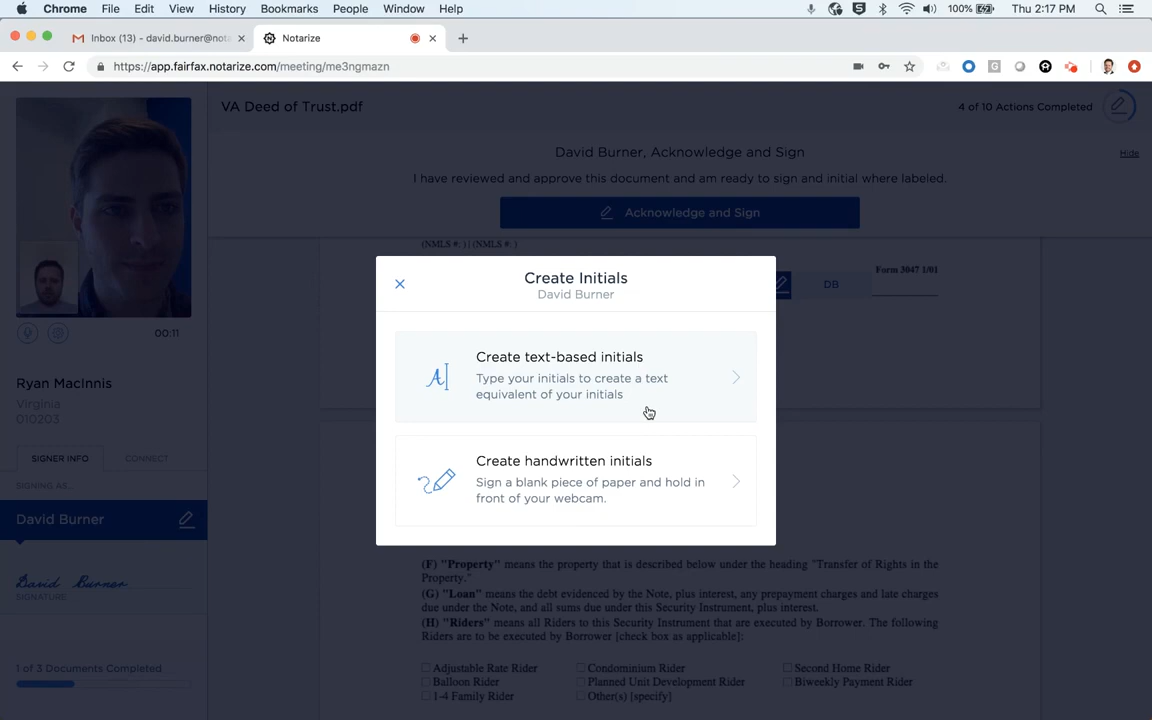 Chrome File Edit View History Bookmarks People Window Help 100% Thu 2:17 PM
Inbox (13) - david.burner@nota Notarize
https://app.fairfax.notarize.com/meeting/me3ngmazn
VA Deed of Trust.pdf 4 of 10 Actions Completed
David Burner, Acknowledge and Sign Hide
I have reviewed and approve this document and am ready to sign and initial where labeled.
Acknowledge and Sign
(NMLS #: ) | (NMLS #: )
Form 3047 1/01
DB
Create Initials
David Burner
Create text-based initials
Type your initials to create a text
equivalent of your initials
Create handwritten initials
Sign a blank piece of paper and hold in
front of your webcam.
00:11
Ryan MacInnis
Virginia
010203
SIGNER INFO CONNECT
SIGNING AS...
David Burner
David Burner
SIGNATURE
1 of 3 Documents Completed
(F) "Property" means the property that is described below under the heading "Transfer of Rights in the
Property."
(G) "Loan" means the debt evidenced by the Note, plus interest, any prepayment charges and late charges
due under the Note, and all sums due under this Security Instrument, plus interest.
(H) "Riders" means all Riders to this Security Instrument that are executed by Borrower. The following
Riders are to be executed by Borrower [check box as applicable]:
Adjustable Rate Rider Condominium Rider Second Home Rider
Balloon Rider Planned Unit Development Rider Biweekly Payment Rider
1-4 Family Rider Other(s) [specify]